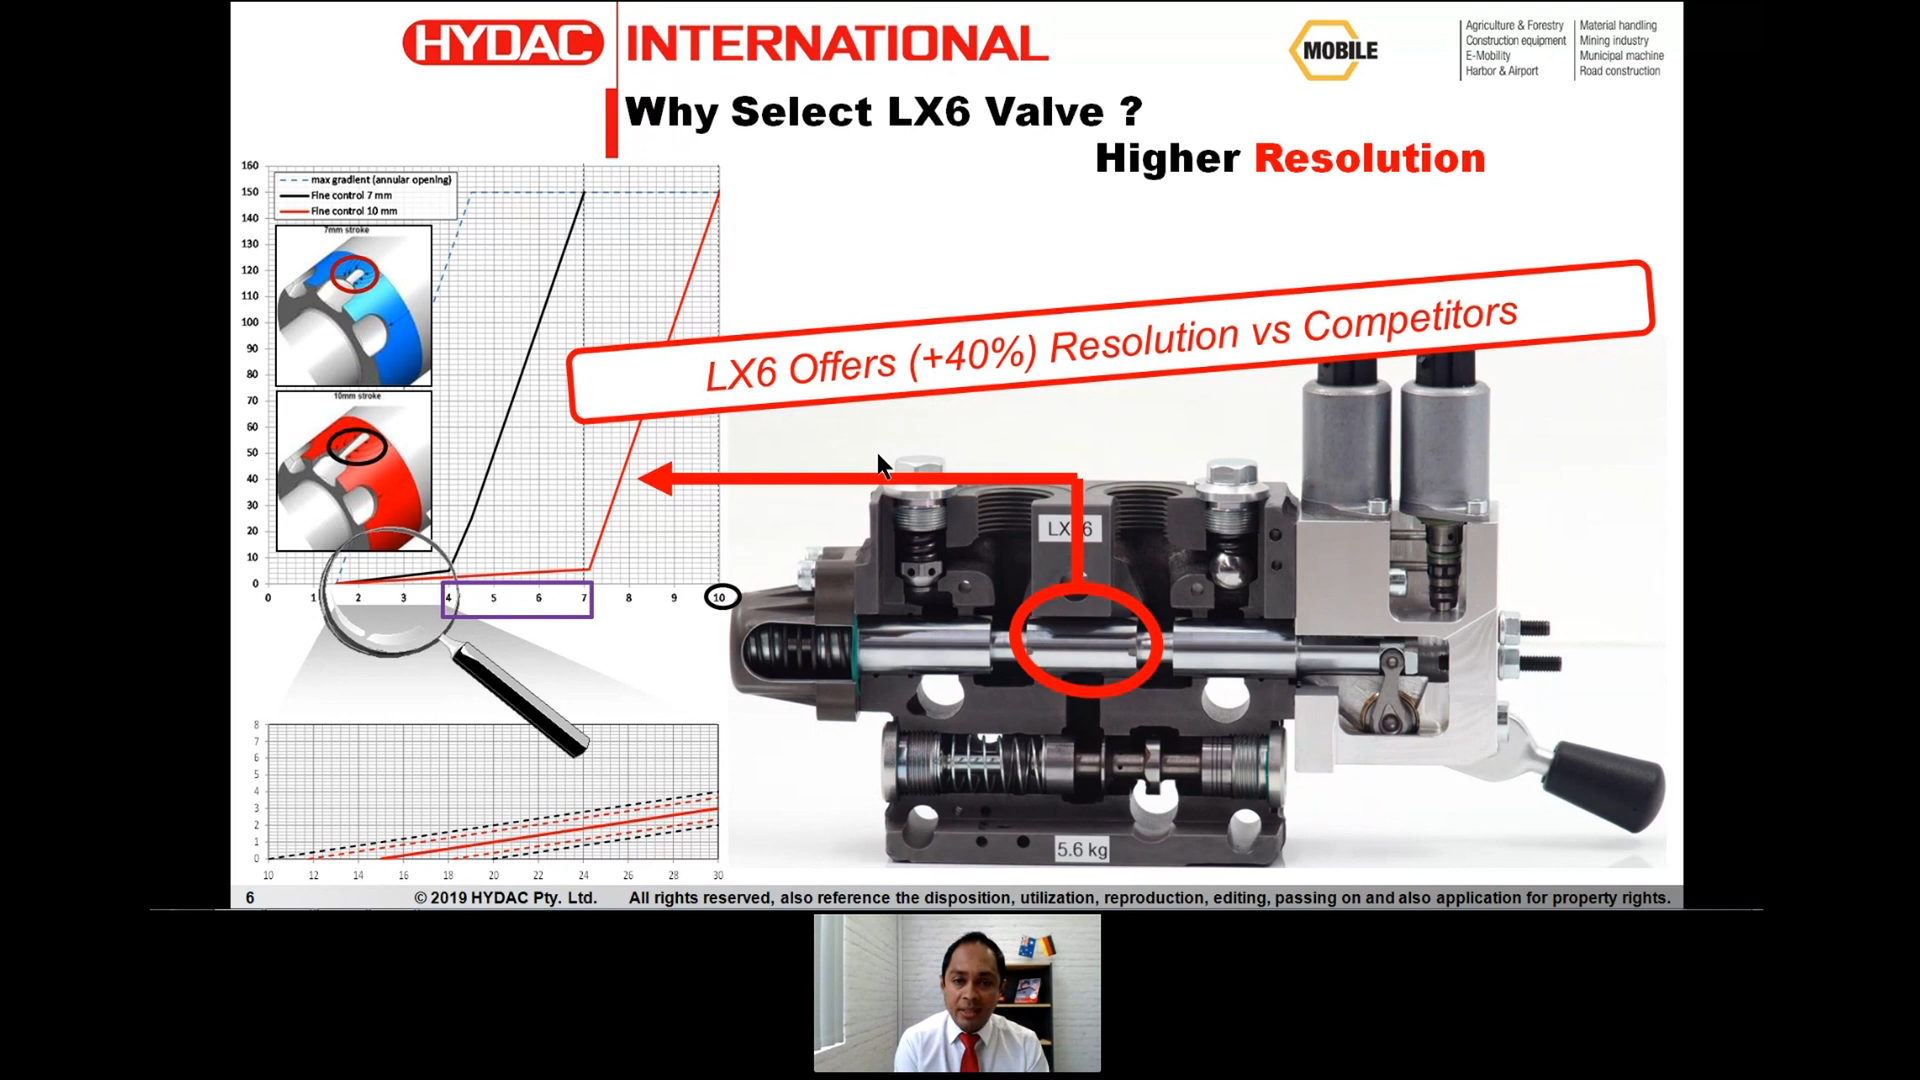 HYDAC INTERNATIONAL
MOBILE
Agriculture & Forestry
Construction equipment
E-Mobility
Harbor & Airport
Material handling
Mining industry
Municipal machine
Road construction
Why Select LX6 Valve ?
Higher Resolution
160
150
140
130
120
110
100
90
80
70
60
50
40
30
20
10
0
max gradient (annular opening)
Fine control 7 mm
Fine control 10 mm
7mm stroke
10mm stroke
0 1 2 3 4 5 6 7 8 9 10
LX6 Offers (+40%) Resolution vs Competitors
LX 6
5.6 kg
8
7
6
5
4
3
2
1
0
10 12 14 16 18 20 22 24 26 28 30
6 © 2019 HYDAC Pty. Ltd. All rights reserved, also reference the disposition, utilization, reproduction, editing, passing on and also application for property rights.